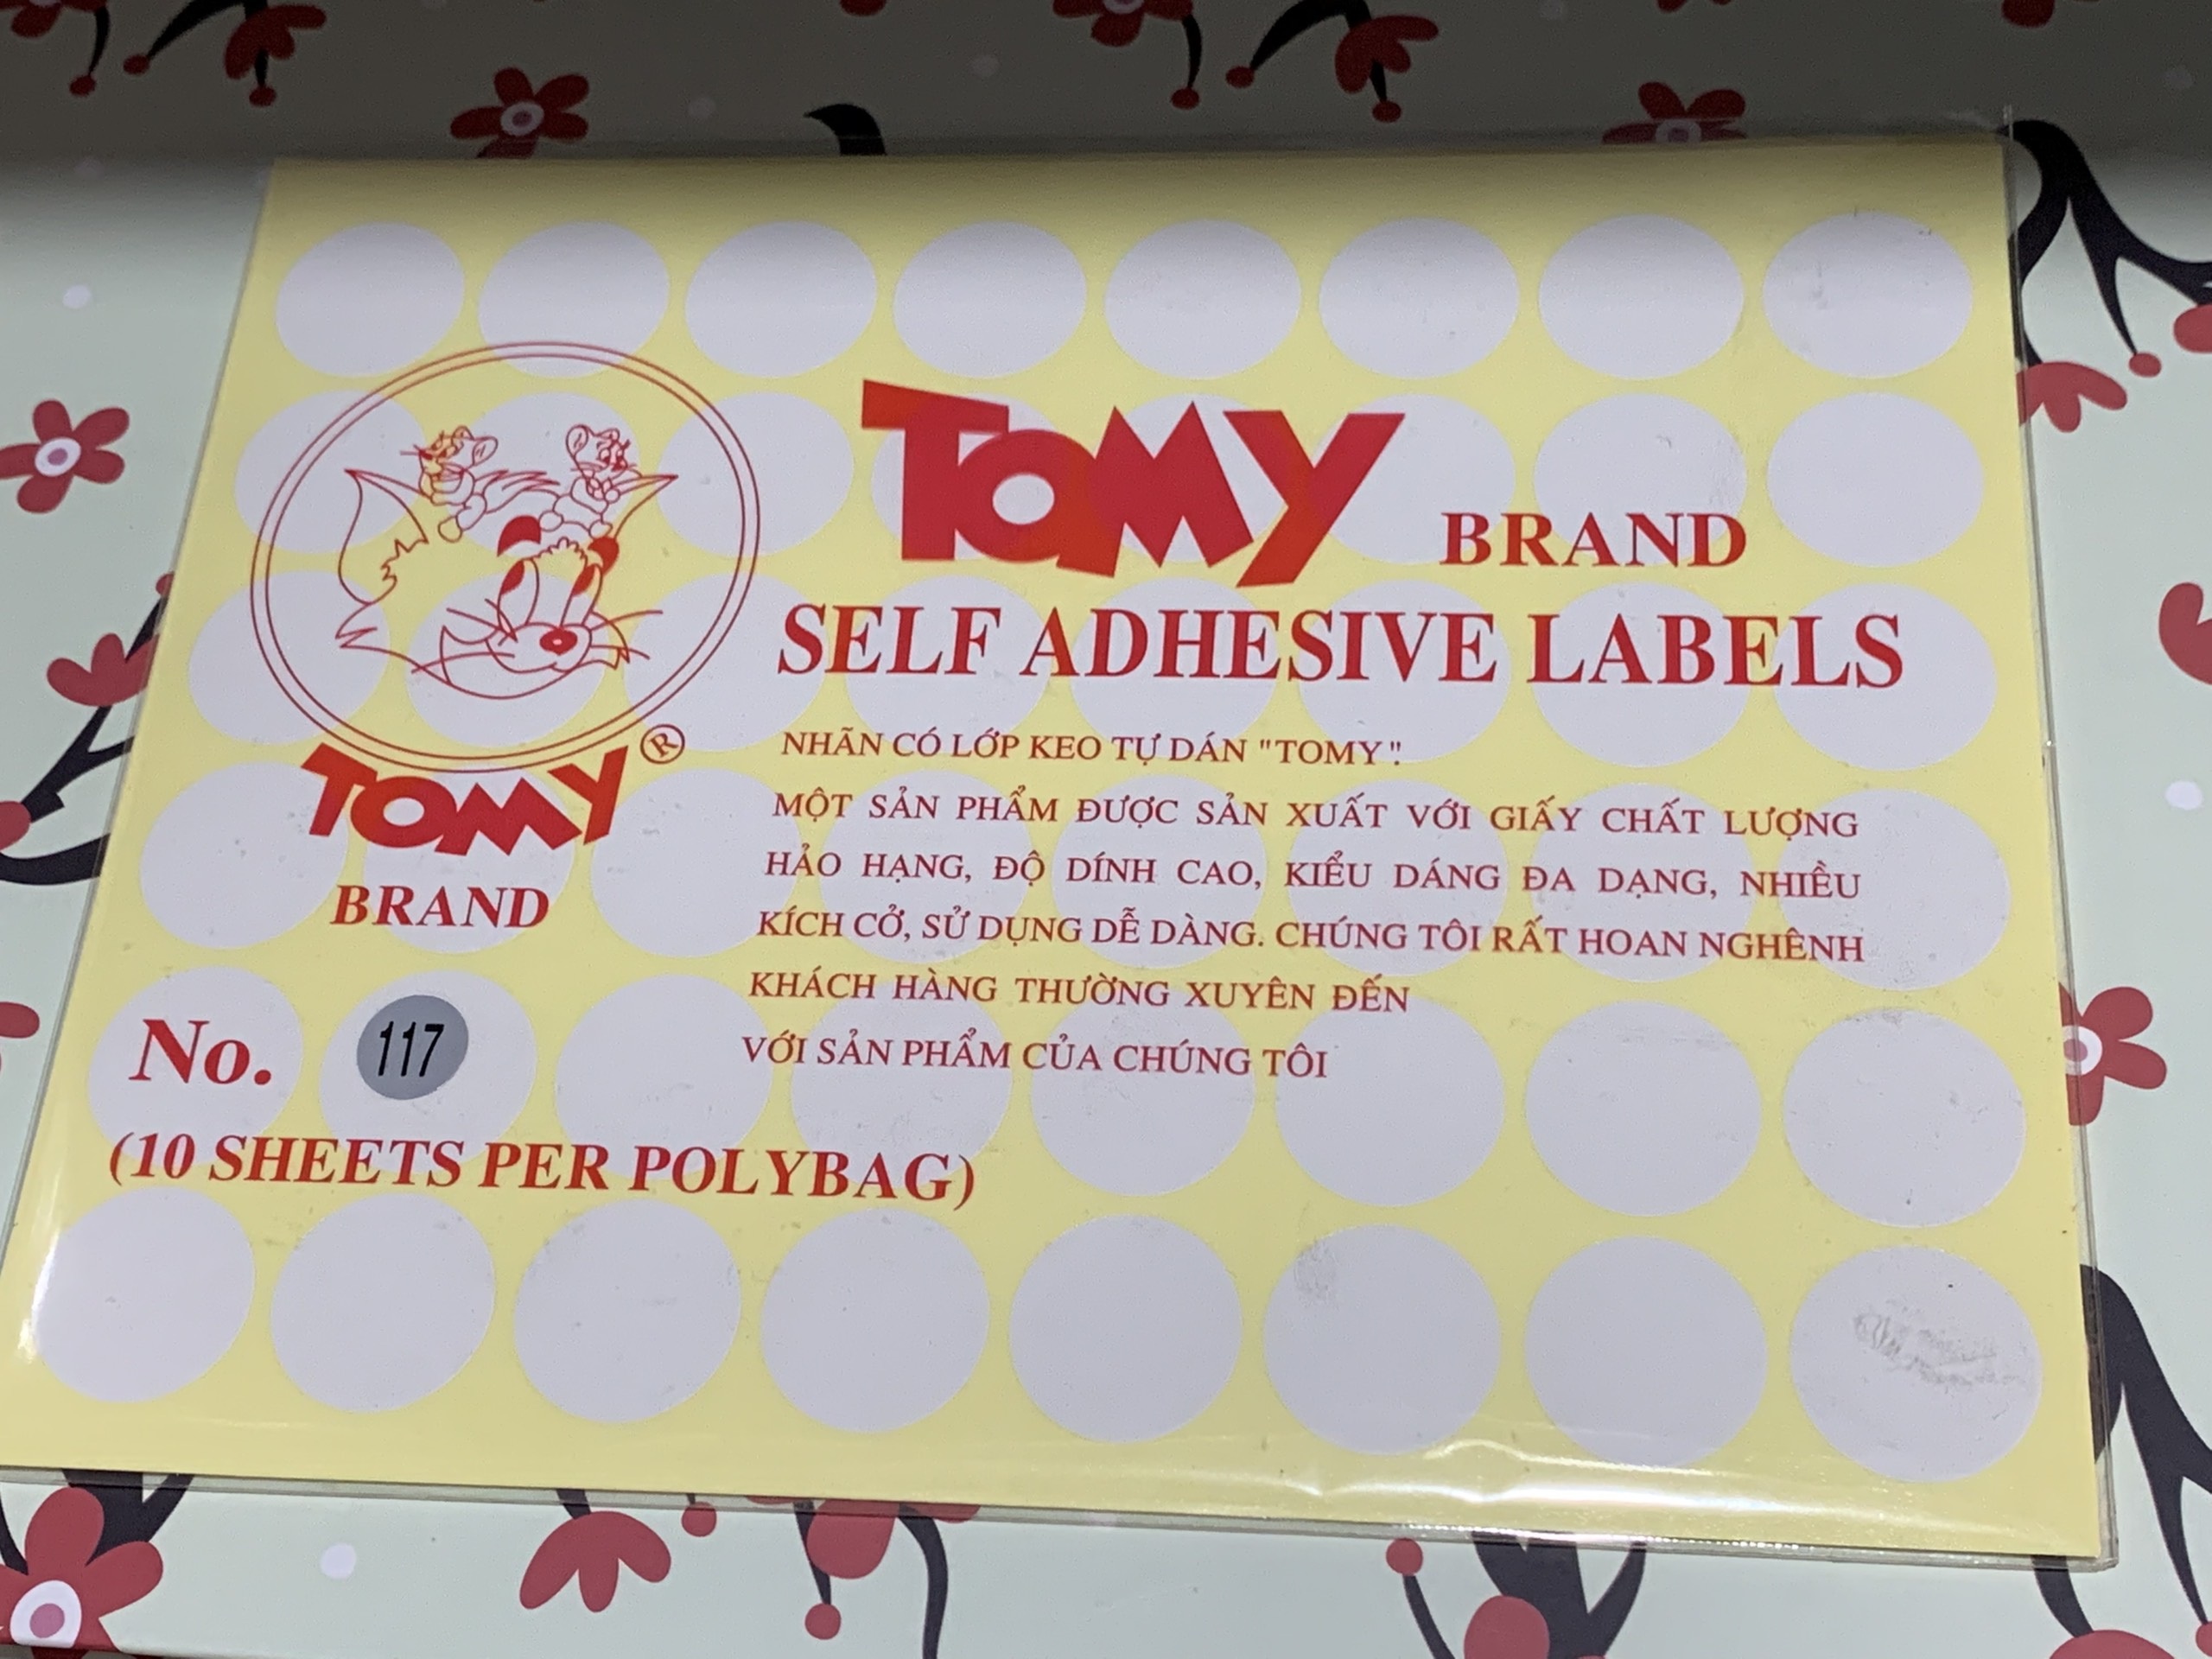 TOMY BRAND
SELF ADHESIVE LABELS
TOMY ®
BRAND
NHÃN CÓ LỚP KEO TỰ DÁN "TOMY".
MỘT SẢN PHẨM ĐƯỢC SẢN XUẤT VỚI GIẤY CHẤT LƯỢNG
HẢO HẠNG, ĐỘ DÍNH CAO, KIỂU DÁNG ĐA DẠNG, NHIỀU
KÍCH CỞ, SỬ DỤNG DỄ DÀNG. CHÚNG TÔI RẤT HOAN NGHÊNH
KHÁCH HÀNG THƯỜNG XUYÊN ĐẾN
VỚI SẢN PHẨM CỦA CHÚNG TÔI
No. 117
(10 SHEETS PER POLYBAG)